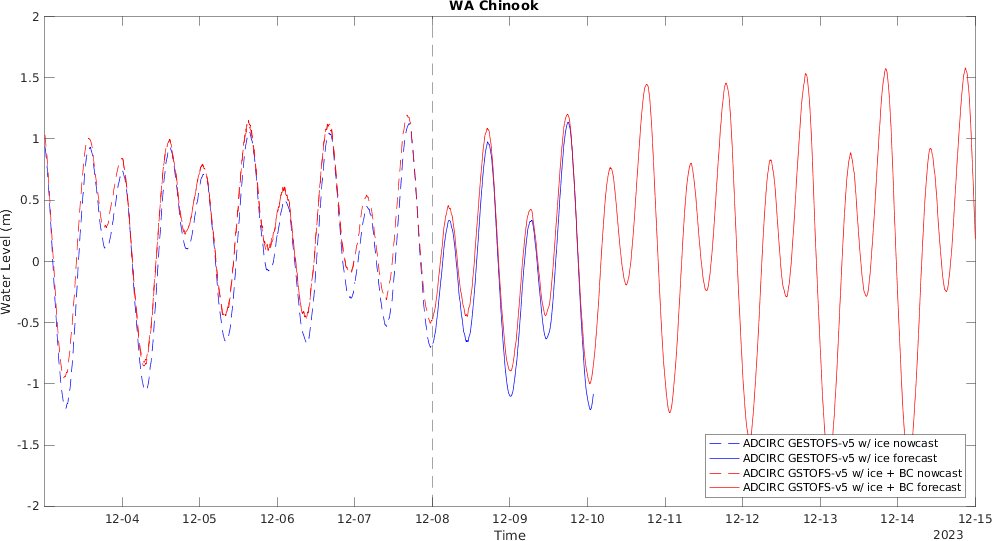 WA Chinook
2
1.5
1
0.5
0
-0.5
-1
-1.5
-2
Water Level (m)
12-04 12-05 12-06 12-07 12-08 12-09 12-10 12-11 12-12 12-13 12-14 12-15
Time
2023
ADCIRC GESTOFS-v5 w/ ice nowcast
ADCIRC GESTOFS-v5 w/ ice forecast
ADCIRC GSTOFS-v5 w/ ice + BC nowcast
ADCIRC GSTOFS-v5 w/ ice + BC forecast